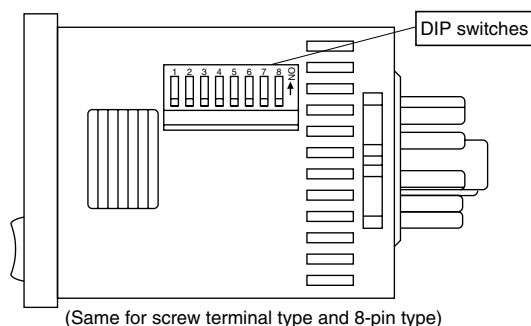 DIP switches
1 2 3 4 5 6 7 8 ON
(Same for screw terminal type and 8-pin type)